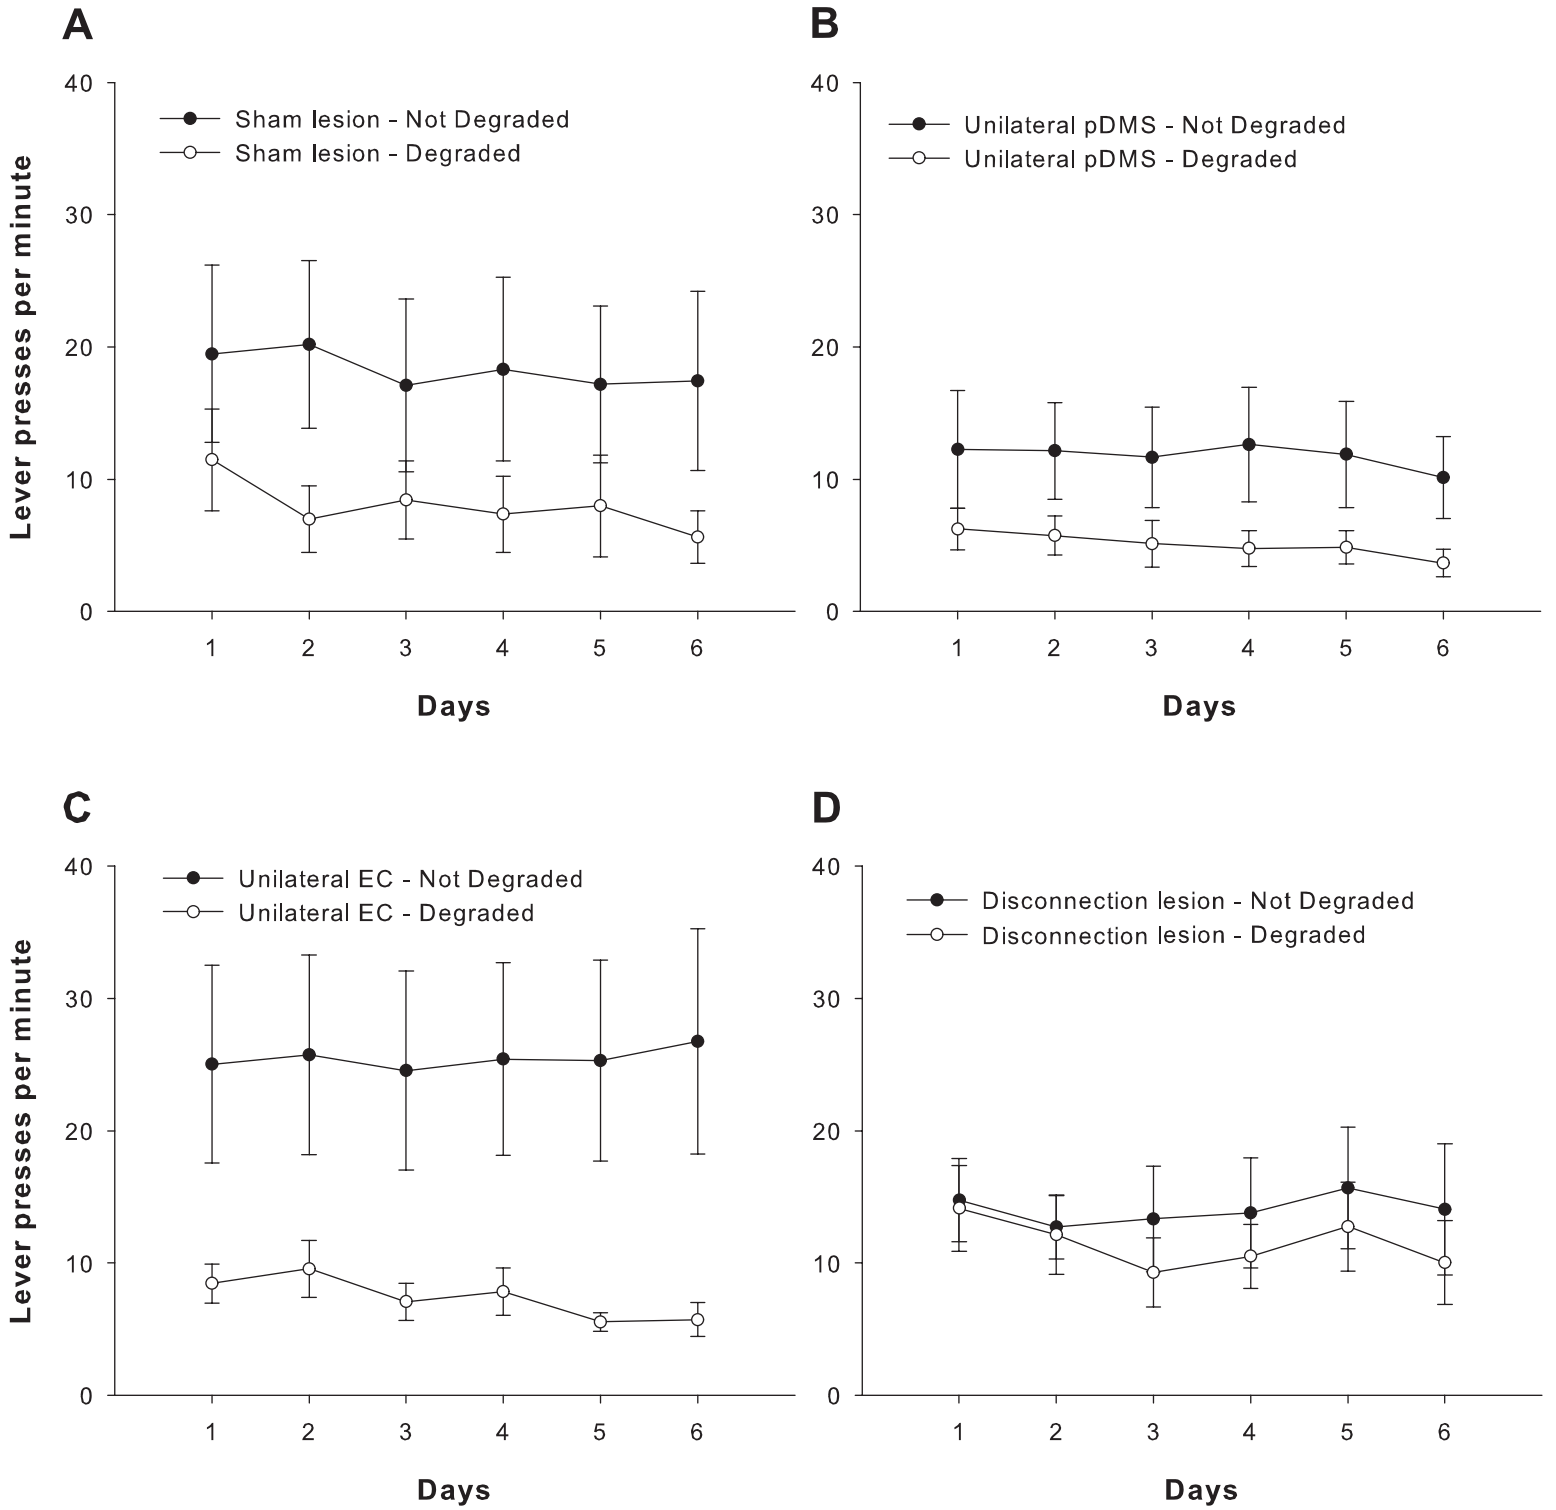 A
40
30
20
10
0
Lever presses per minute
Sham lesion - Not Degraded
Sham lesion - Degraded
1 2 3 4 5 6
Days
B
40
30
20
10
0
Unilateral pDMS - Not Degraded
Unilateral pDMS - Degraded
1 2 3 4 5 6
Days
C
40
30
20
10
0
Lever presses per minute
Unilateral EC - Not Degraded
Unilateral EC - Degraded
1 2 3 4 5 6
Days
D
40
30
20
10
0
Disconnection lesion - Not Degraded
Disconnection lesion - Degraded
1 2 3 4 5 6
Days